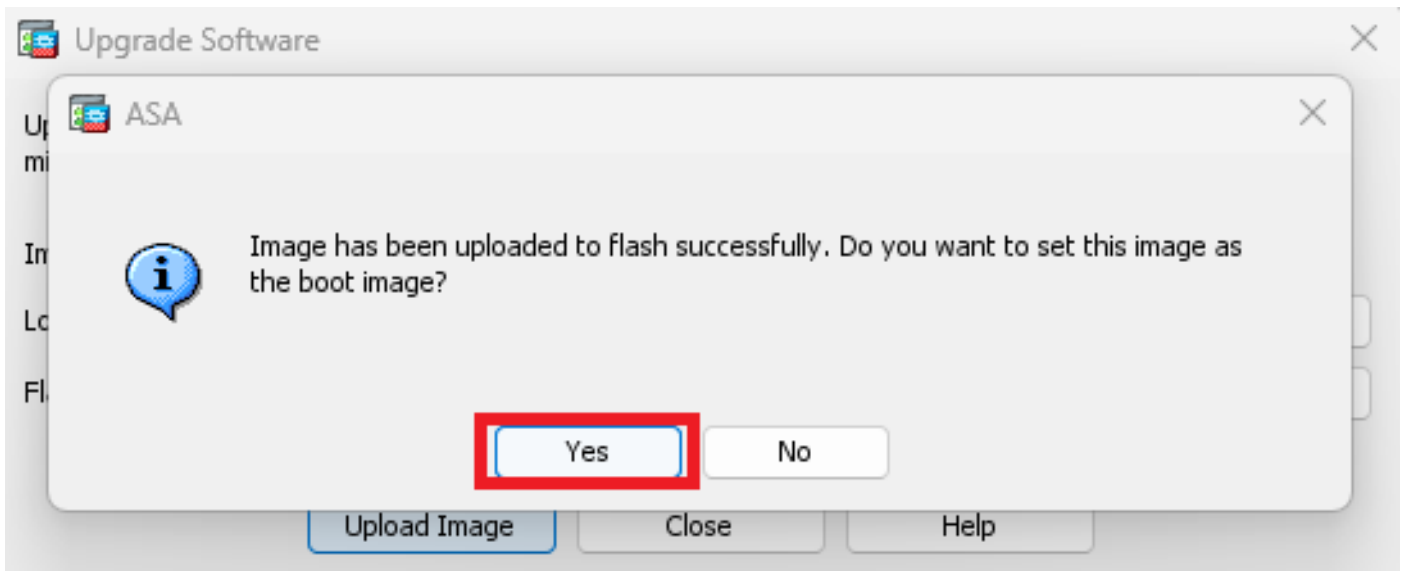 Upgrade Software
ASA
Image has been uploaded to flash successfully. Do you want to set this image as
the boot image?
Yes
No
Upload Image
Close
Help